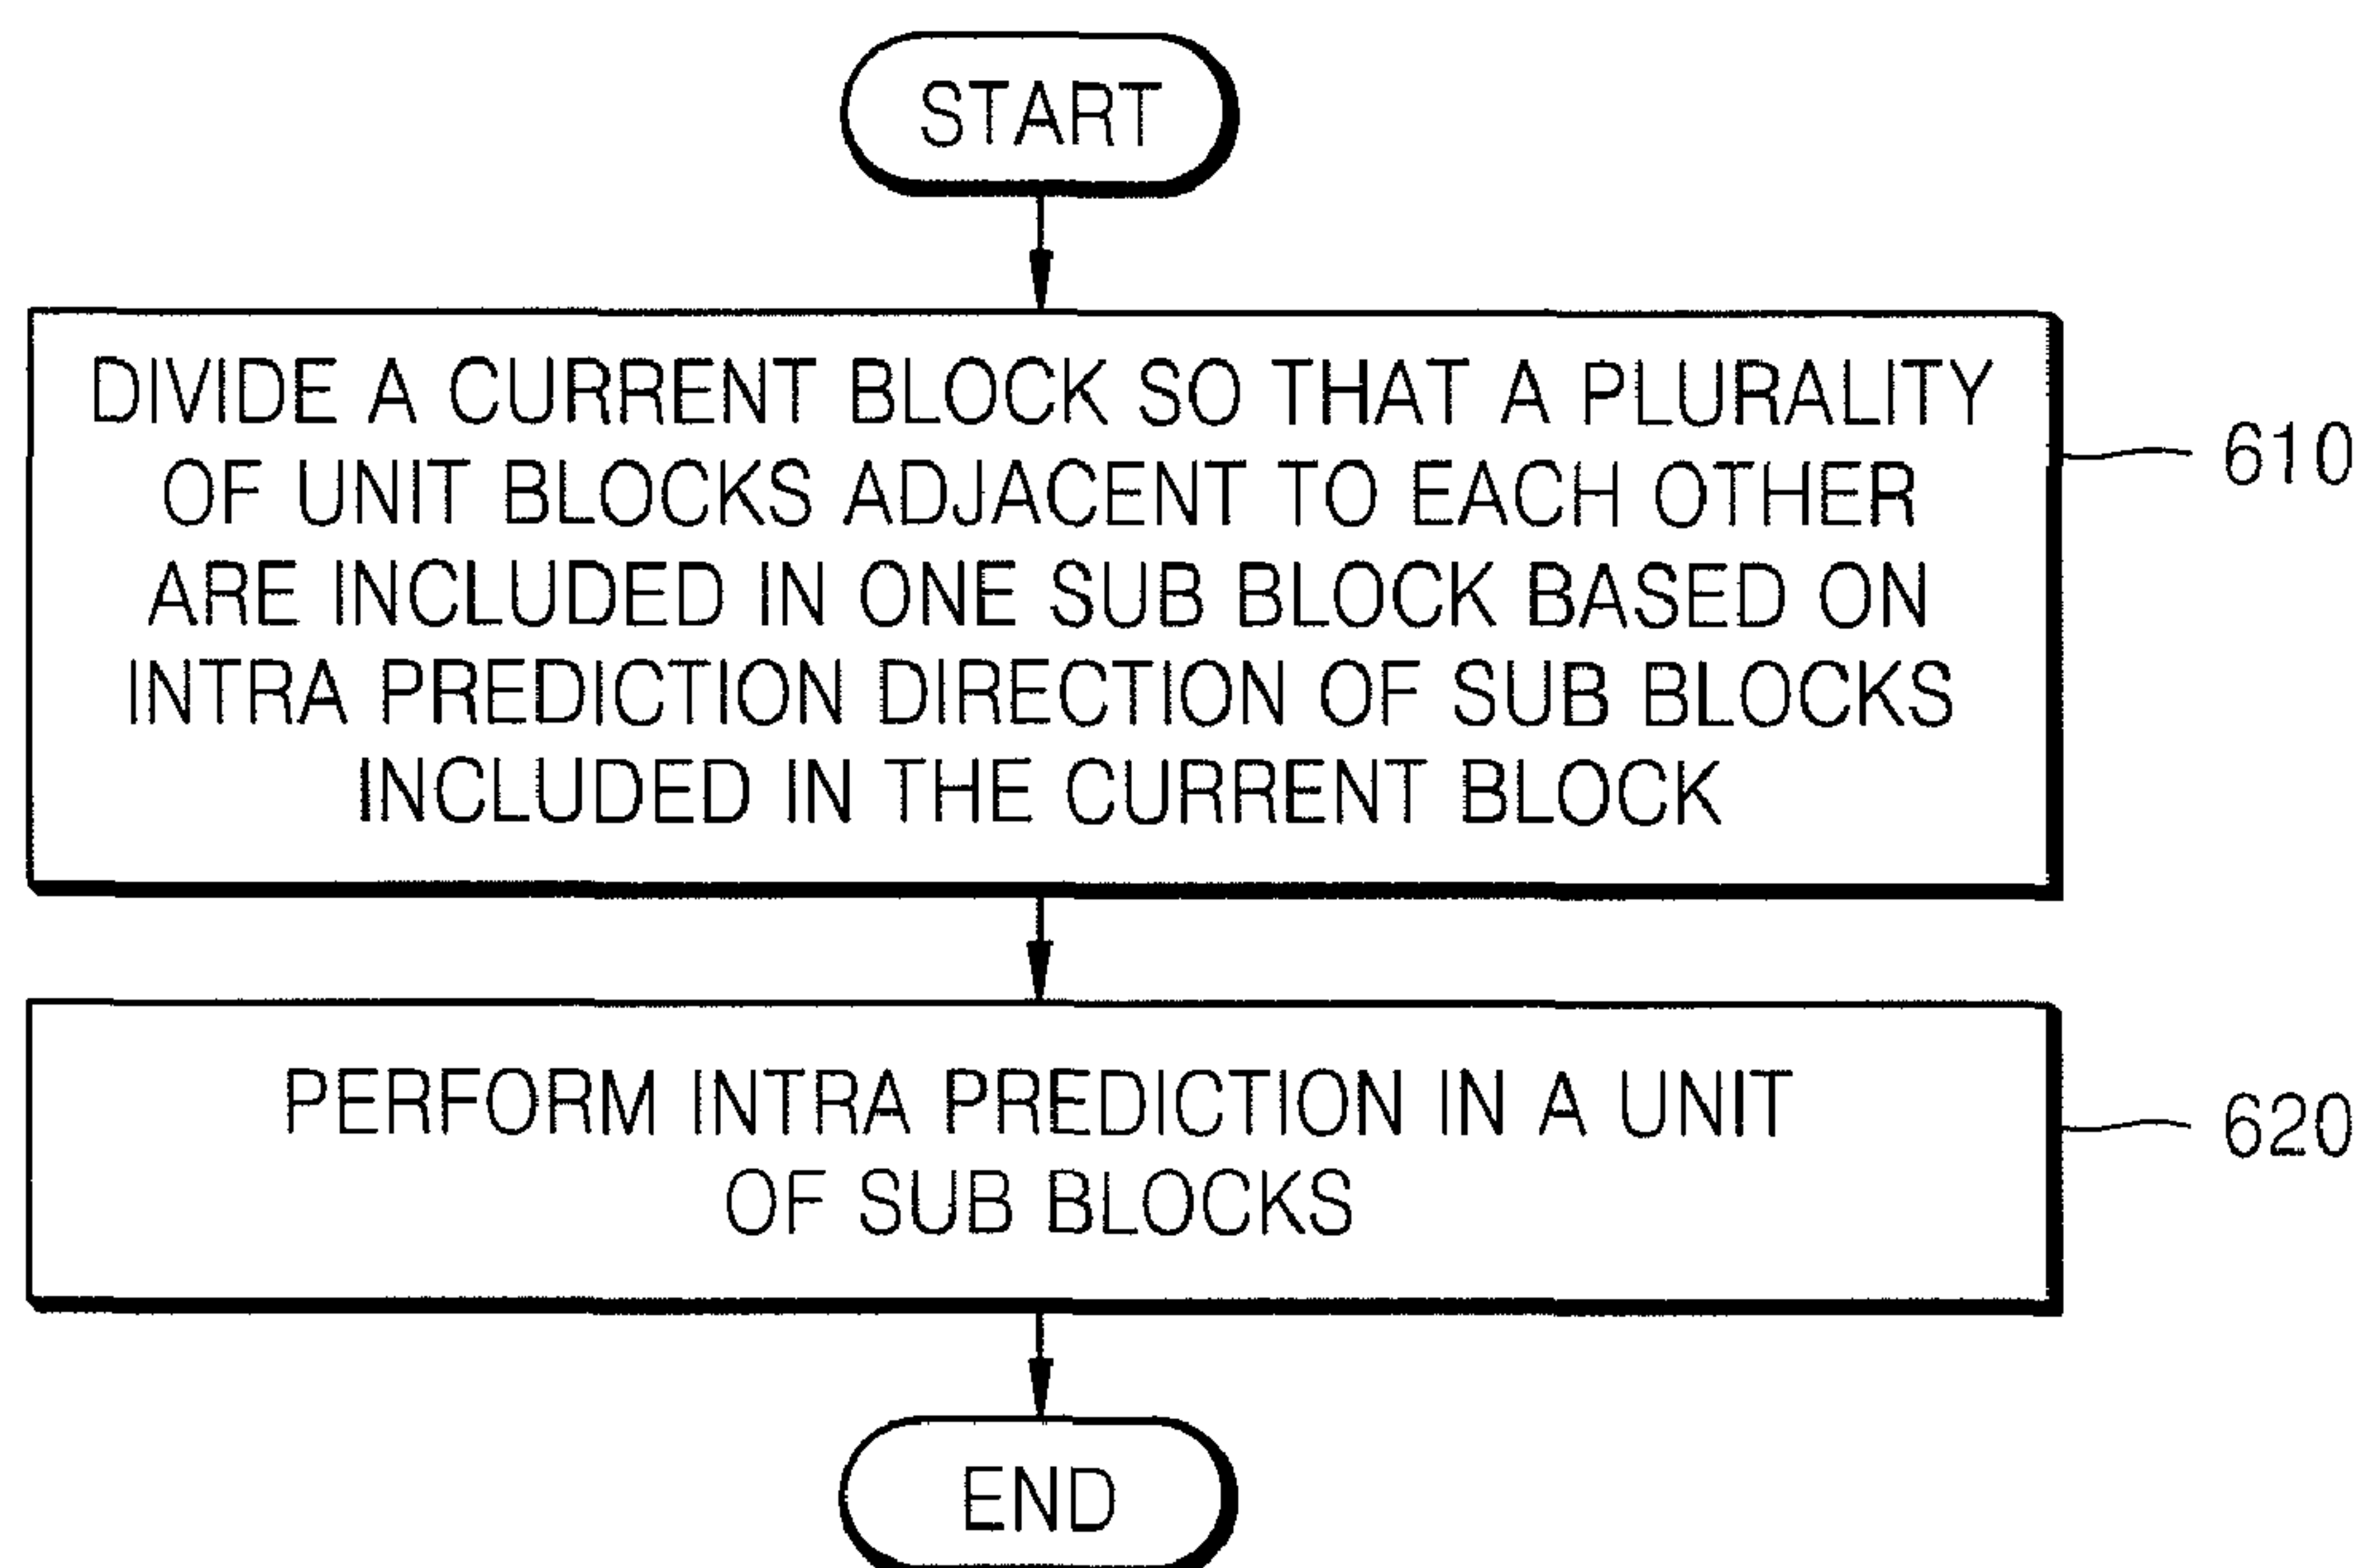 START
DIVIDE A CURRENT BLOCK SO THAT A PLURALITY
OF UNIT BLOCKS ADJACENT TO EACH OTHER
ARE INCLUDED IN ONE SUB BLOCK BASED ON
INTRA PREDICTION DIRECTION OF SUB BLOCKS
INCLUDED IN THE CURRENT BLOCK
610
PERFORM INTRA PREDICTION IN A UNIT
OF SUB BLOCKS
620
END